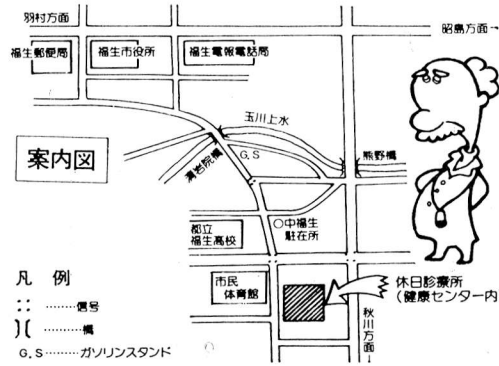 羽村方面
昭島方面→
福生郵便局
福生市役所
福生電報電話局
玉川上水
熊野橋
G.S
清岩院橋
案内図
○中福生
駐在所
都立
福生高校
市民
体育館
休日診療所
(健康センター内)
秋川方面→
凡例
::………信号
)(………橋
G.S………ガソリンスタンド